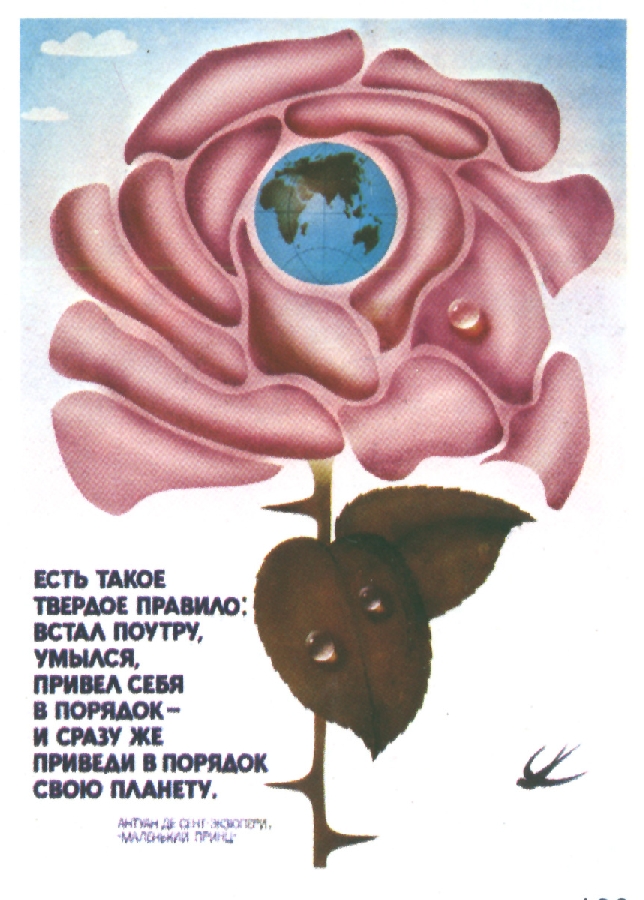 ЕСТЬ ТАКОЕ
ТВЕРДОЕ ПРАВИЛО:
ВСТАЛ ПОУТРУ,
УМЫЛСЯ,
ПРИВЕЛ СЕБЯ
В ПОРЯДОК —
И СРАЗУ ЖЕ
ПРИВЕДИ В ПОРЯДОК
СВОЮ ПЛАНЕТУ.
АНТУАН ДЕ СЕНТ-ЭКЗЮПЕРИ,
"МАЛЕНЬКИЙ ПРИНЦ"